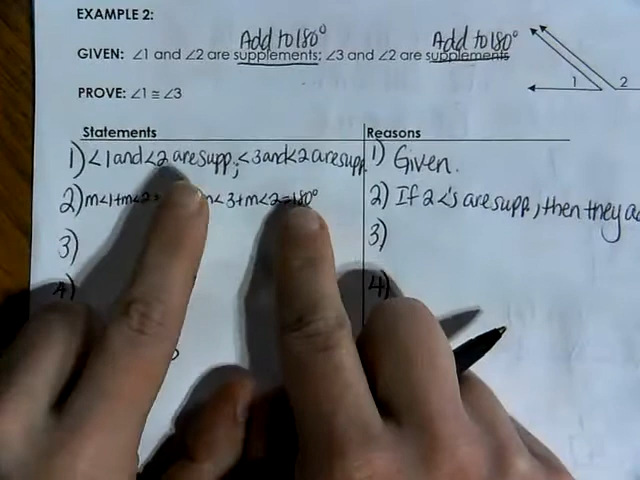 EXAMPLE 2:
Add to 180° Add to 180°
GIVEN: ∠1 and ∠2 are supplements; ∠3 and ∠2 are supplements
1 2
PROVE: ∠1 ≅ ∠3
Statements Reasons
1) <1 and <2 are supp; <3 and <2 are supp. 1) Given.
2) m<1+m<2= m<3+m<2=180° 2) If 2 <'s are supp, then they
3) 3)
4) 4)